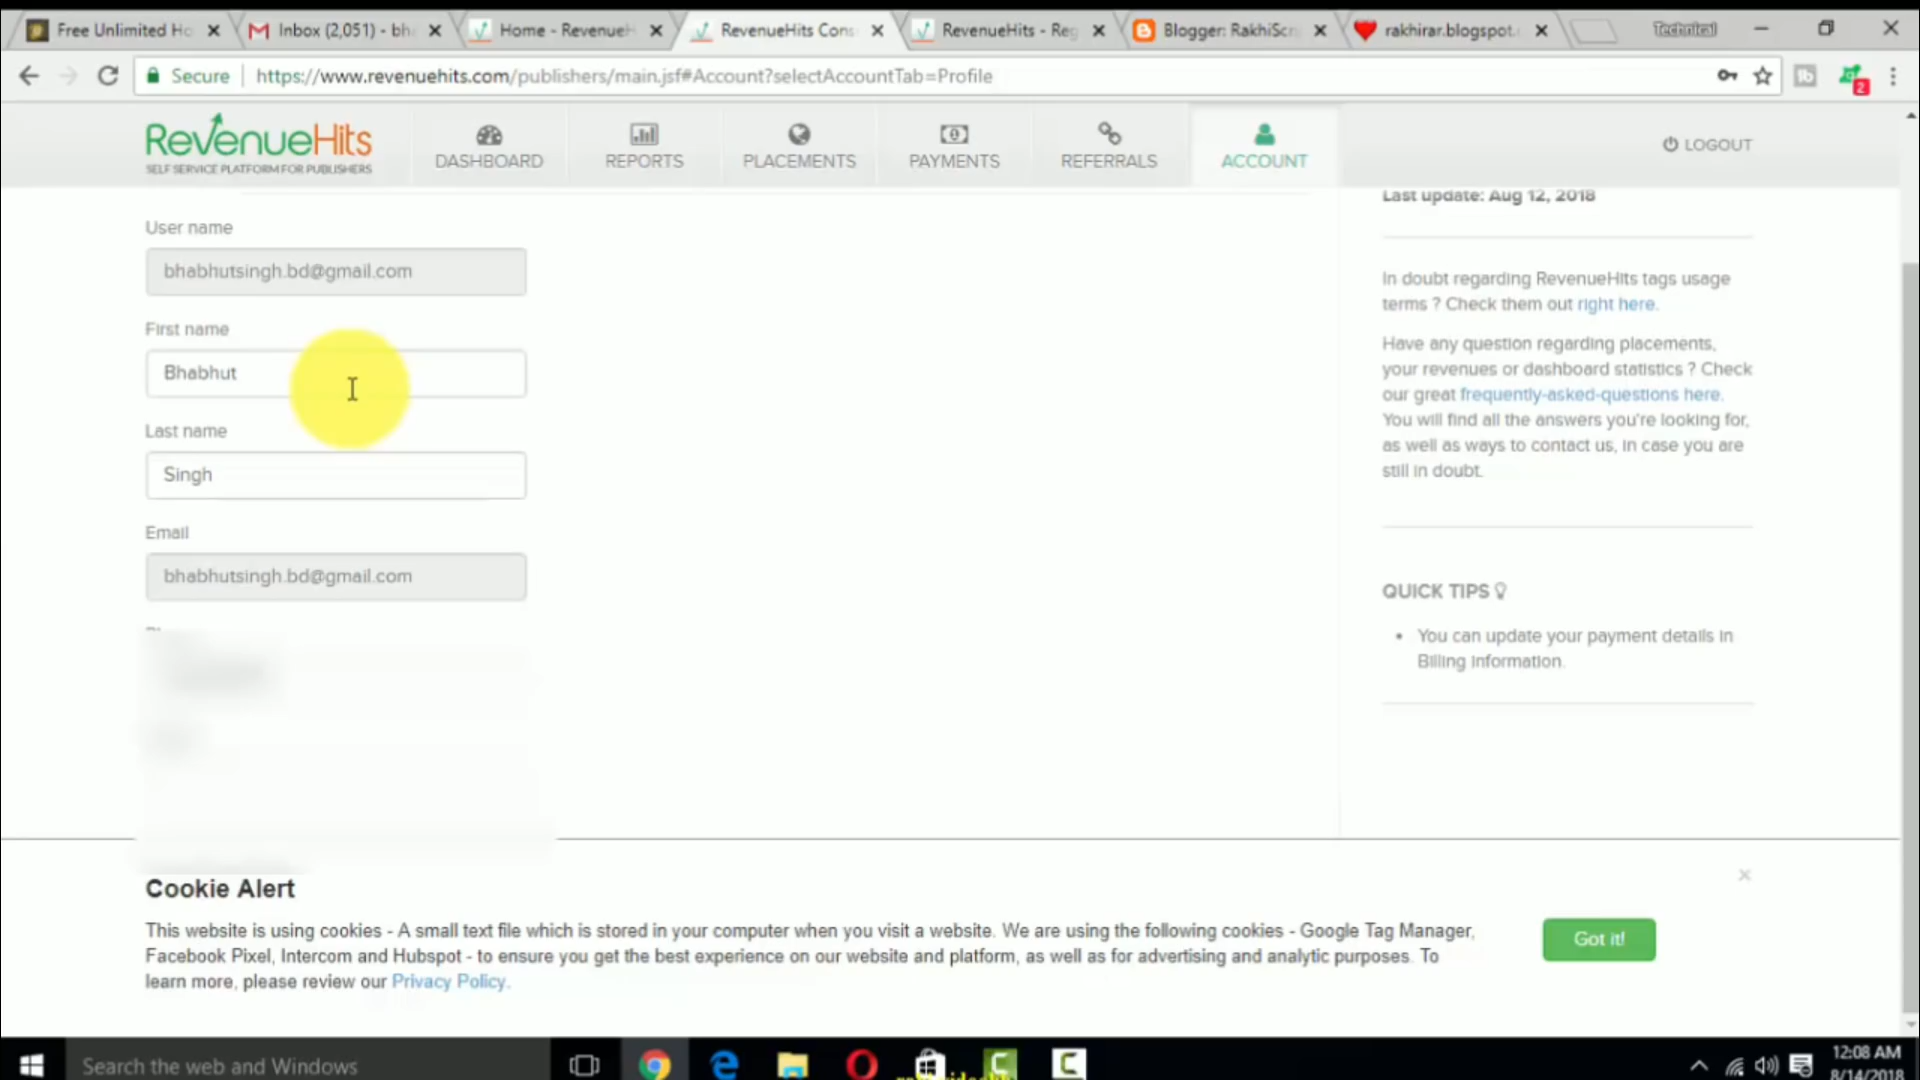 Free Unlimited Ho
Inbox (2,051) - bh
Home - RevenueH
RevenueHits Cons
RevenueHits - Reg
Blogger: RakhiScr
rakhirar.blogspot.
Technical
Secure
https://www.revenuehits.com/publishers/main.jsf#Account?selectAccountTab=Profile
2
RevenueHits
SELF SERVICE PLATFORM FOR PUBLISHERS
DASHBOARD
REPORTS
PLACEMENTS
PAYMENTS
REFERRALS
ACCOUNT
LOGOUT
User name
bhabhutsingh.bd@gmail.com
First name
Bhabhut
Last name
Singh
Email
bhabhutsingh.bd@gmail.com
Last update: Aug 12, 2018
In doubt regarding RevenueHits tags usage
terms ? Check them out right here.
Have any question regarding placements,
your revenues or dashboard statistics ? Check
our great frequently-asked-questions here.
You will find all the answers you're looking for,
as well as ways to contact us, in case you are
still in doubt.
QUICK TIPS
• You can update your payment details in
Billing information.
Cookie Alert
This website is using cookies - A small text file which is stored in your computer when you visit a website. We are using the following cookies - Google Tag Manager,
Facebook Pixel, Intercom and Hubspot - to ensure you get the best experience on our website and platform, as well as for advertising and analytic purposes. To
learn more, please review our Privacy Policy.
Got it!
Search the web and Windows
12:08 AM
8/14/2018